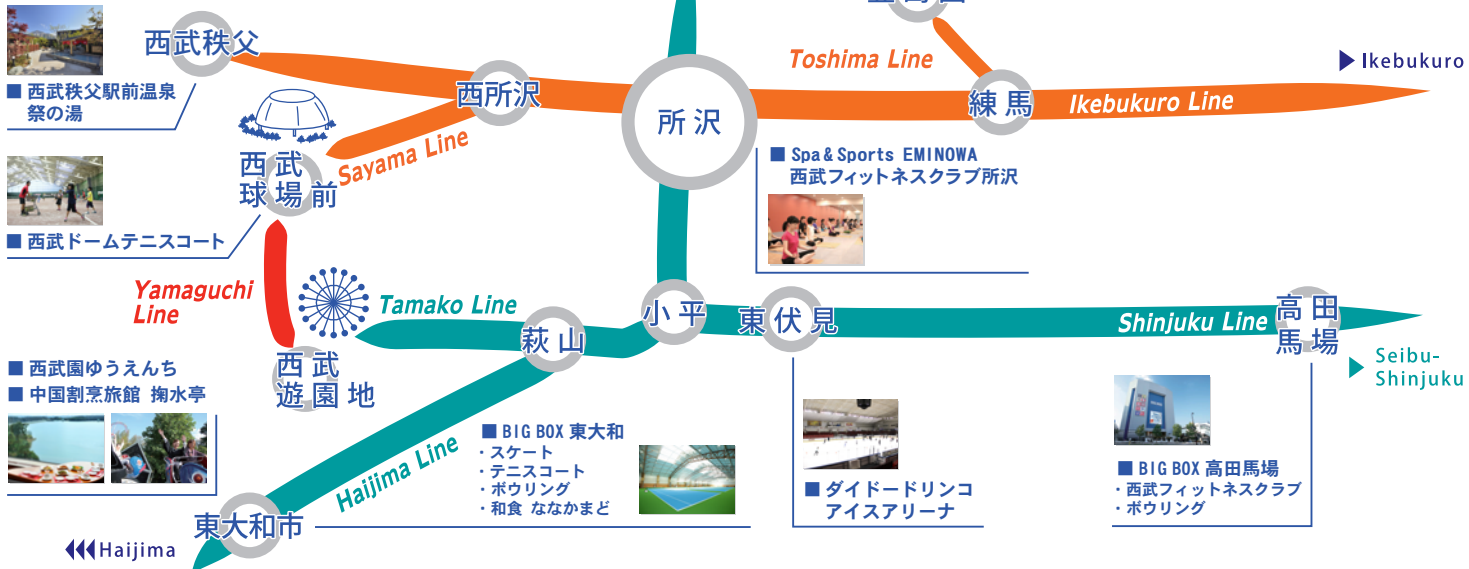 西武秩父
■ 西武秩父駅前温泉
祭の湯
西所沢
所沢
Toshima Line
練馬
Ikebukuro Line
▶ Ikebukuro
Sayama Line
西武
球場前
■ 西武ドームテニスコート
■ Spa & Sports EMINOWA
西武フィットネスクラブ所沢
Yamaguchi
Line
Tamako Line
萩山
小平
東伏見
Shinjuku Line
高田
馬場
▶ Seibu-
Shinjuku
西武
遊園地
■ 西武園ゆうえんち
■ 中国割烹旅館 掬水亭
Haijima Line
■ BIG BOX 東大和
・スケート
・テニスコート
・ボウリング
・和食 ななかまど
■ ダイドードリンコ
アイスアリーナ
■ BIG BOX 高田馬場
・西武フィットネスクラブ
・ボウリング
東大和市
◀◀◀ Haijima